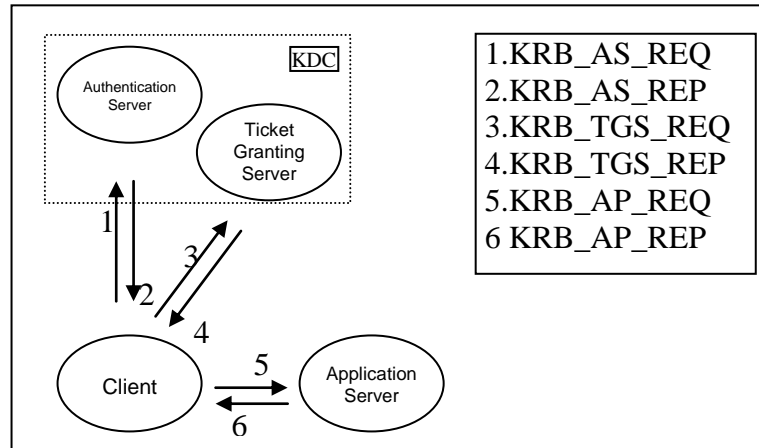 KDC
Authentication
Server
Ticket
Granting
Server
1
2
3
4
Client
5
6
Application
Server
1.KRB_AS_REQ
2.KRB_AS_REP
3.KRB_TGS_REQ
4.KRB_TGS_REP
5.KRB_AP_REQ
6 KRB_AP_REP